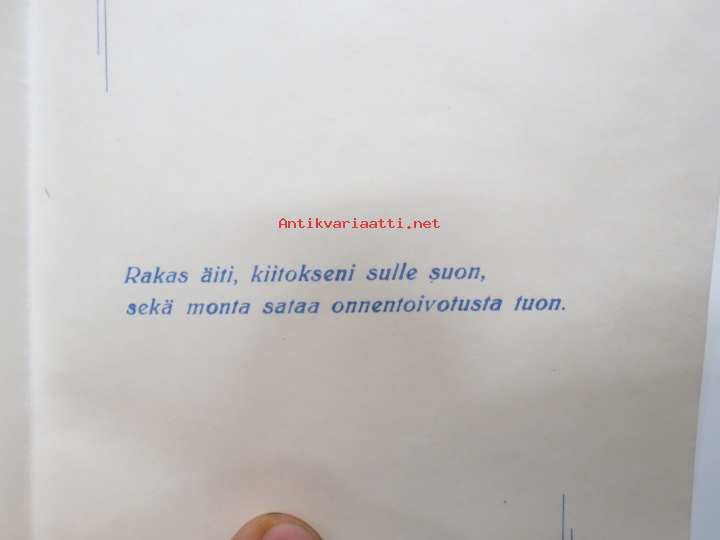 Antikvariaatti.net
Rakas äiti, kiitokseni sulle suon,
sekä monta sataa onnentoivotusta tuon.